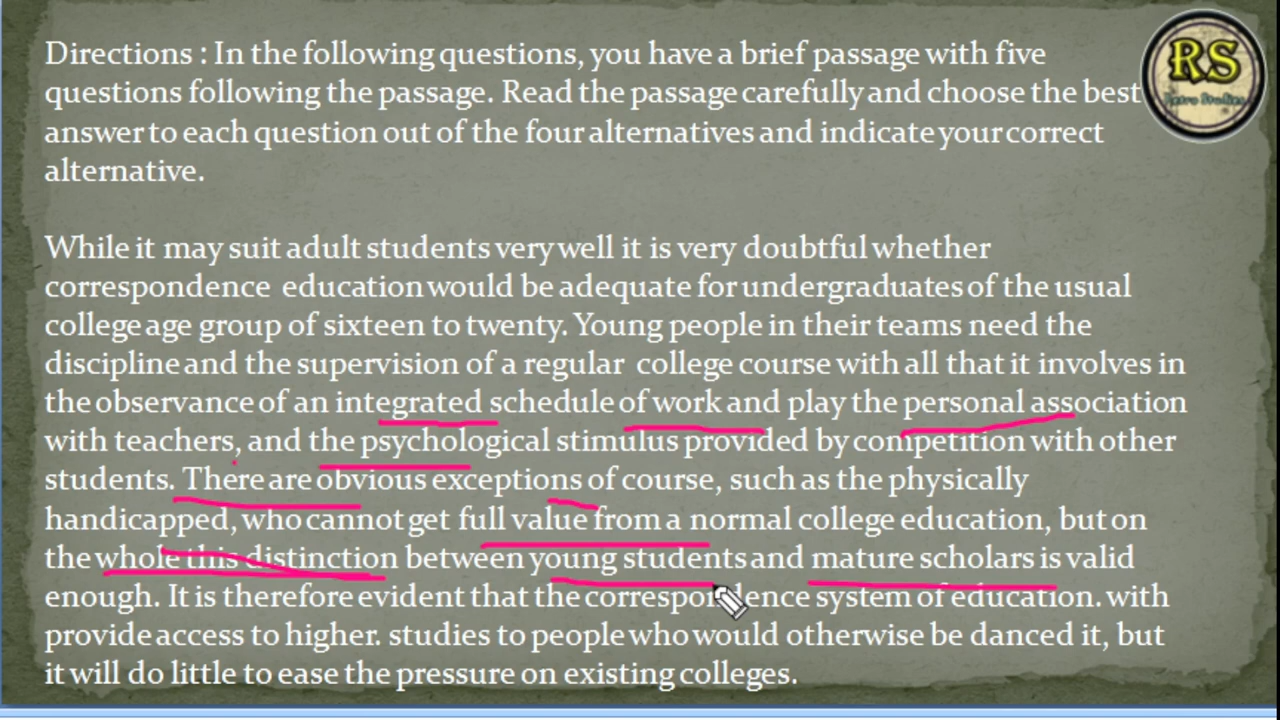 Directions : In the following questions, you have a brief passage with five
questions following the passage. Read the passage carefully and choose the best
answer to each question out of the four alternatives and indicate your correct
alternative.
RS
Retro Studies
While it may suit adult students very well it is very doubtful whether
correspondence education would be adequate for undergraduates of the usual
college age group of sixteen to twenty. Young people in their teams need the
discipline and the supervision of a regular college course with all that it involves in
the observance of an integrated schedule of work and play the personal association
with teachers, and the psychological stimulus provided by competition with other
students. There are obvious exceptions of course, such as the physically
handicapped, who cannot get full value from a normal college education, but on
the whole this distinction between young students and mature scholars is valid
enough. It is therefore evident that the correspondence system of education. with
provide access to higher. studies to people who would otherwise be danced it, but
it will do little to ease the pressure on existing colleges.